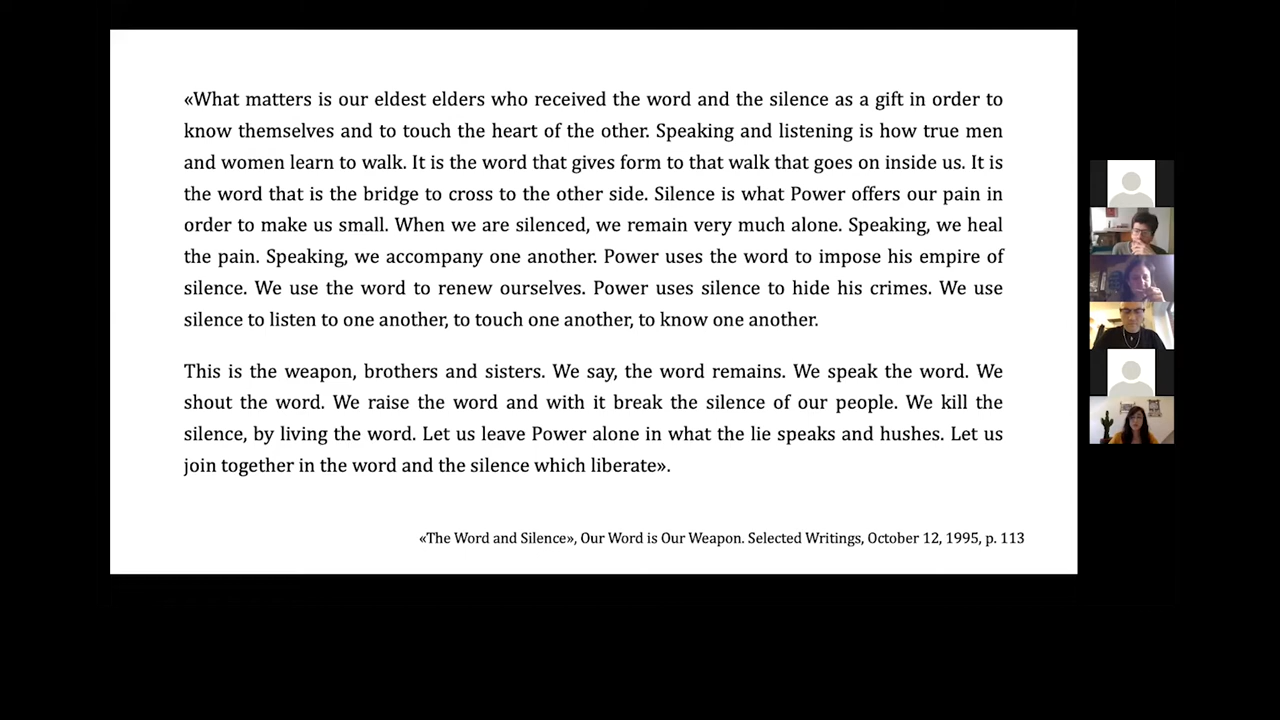 «What matters is our eldest elders who received the word and the silence as a gift in order to
know themselves and to touch the heart of the other. Speaking and listening is how true men
and women learn to walk. It is the word that gives form to that walk that goes on inside us. It is
the word that is the bridge to cross to the other side. Silence is what Power offers our pain in
order to make us small. When we are silenced, we remain very much alone. Speaking, we heal
the pain. Speaking, we accompany one another. Power uses the word to impose his empire of
silence. We use the word to renew ourselves. Power uses silence to hide his crimes. We use
silence to listen to one another, to touch one another, to know one another.
This is the weapon, brothers and sisters. We say, the word remains. We speak the word. We
shout the word. We raise the word and with it break the silence of our people. We kill the
silence, by living the word. Let us leave Power alone in what the lie speaks and hushes. Let us
join together in the word and the silence which liberate».
«The Word and Silence», Our Word is Our Weapon. Selected Writings, October 12, 1995, p. 113